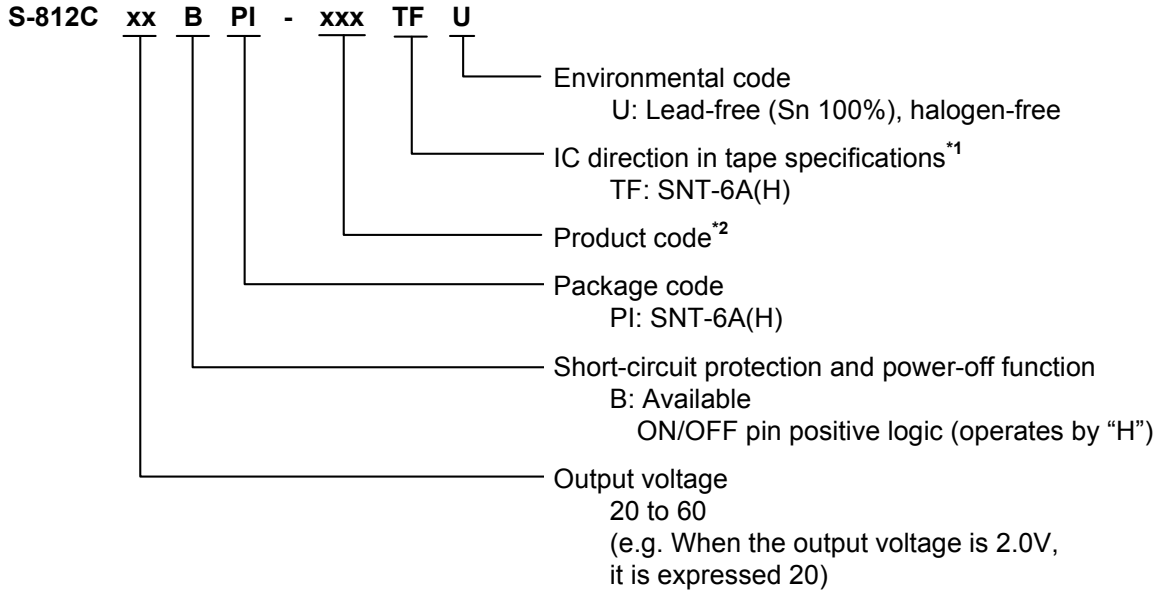 S-812C xx B PI - xxx TF U
Environmental code
U: Lead-free (Sn 100%), halogen-free
IC direction in tape specifications*1
TF: SNT-6A(H)
Product code*2
Package code
PI: SNT-6A(H)
Short-circuit protection and power-off function
B: Available
ON/OFF pin positive logic (operates by “H”)
Output voltage
20 to 60
(e.g. When the output voltage is 2.0V,
it is expressed 20)